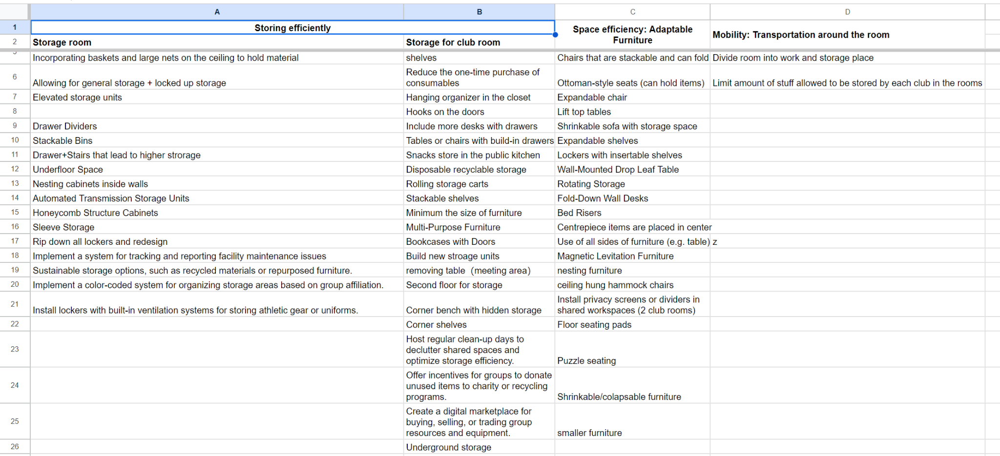 A B C D
1 Storing efficiently Space efficiency: Adaptable
Furniture Mobility: Transportation around the room
2 Storage room Storage for club room
Incorporating baskets and large nets on the ceiling to hold material shelves Chairs that are stackable and can fold Divide room into work and storage place
6 Allowing for general storage + locked up storage Reduce the one-time purchase of
consumables Ottoman-style seats (can hold items) Limit amount of stuff allowed to be stored by each club in the rooms
7 Elevated storage units Hanging organizer in the closet Expandable chair
8 Hooks on the doors Lift top tables
9 Drawer Dividers Include more desks with drawers Shrinkable sofa with storage space
10 Stackable Bins Tables or chairs with build-in drawers Expandable shelves
11 Drawer+Stairs that lead to higher strorage Snacks store in the public kitchen Lockers with insertable shelves
12 Underfloor Space Disposable recyclable storage Wall-Mounted Drop Leaf Table
13 Nesting cabinets inside walls Rolling storage carts Rotating Storage
14 Automated Transmission Storage Units Stackable shelves Fold-Down Wall Desks
15 Honeycomb Structure Cabinets Minimum the size of furniture Bed Risers
16 Sleeve Storage Multi-Purpose Furniture Centrepiece items are placed in center
17 Rip down all lockers and redesign Bookcases with Doors Use of all sides of furniture (e.g. table) z
18 Implement a system for tracking and reporting facility maintenance issues Build new stroage units Magnetic Levitation Furniture
19 Sustainable storage options, such as recycled materials or repurposed furniture. removing table (meeting area) nesting furniture
20 Implement a color-coded system for organizing storage areas based on group affiliation. Second floor for storage ceiling hung hammock chairs
21 Install lockers with built-in ventilation systems for storing athletic gear or uniforms. Corner bench with hidden storage Install privacy screens or dividers in
shared workspaces (2 club rooms)
22 Corner shelves Floor seating pads
23 Host regular clean-up days to
declutter shared spaces and
optimize storage efficiency. Puzzle seating
24 Offer incentives for groups to donate
unused items to charity or recycling
programs. Shrinkable/colapsable furniture
25 Create a digital marketplace for
buying, selling, or trading group
resources and equipment. smaller furniture
26 Underground storage